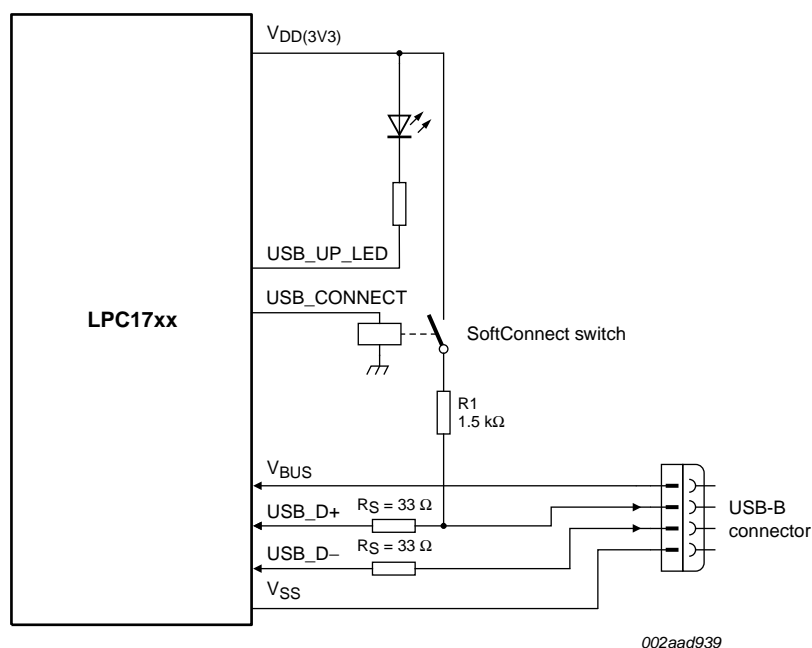 VDD(3V3)
USB_UP_LED
USB_CONNECT
LPC17xx
SoftConnect switch
R1
1.5 kΩ
VBUS
USB_D+
RS = 33 Ω
USB_D−
RS = 33 Ω
VSS
USB-B
connector
002aad939